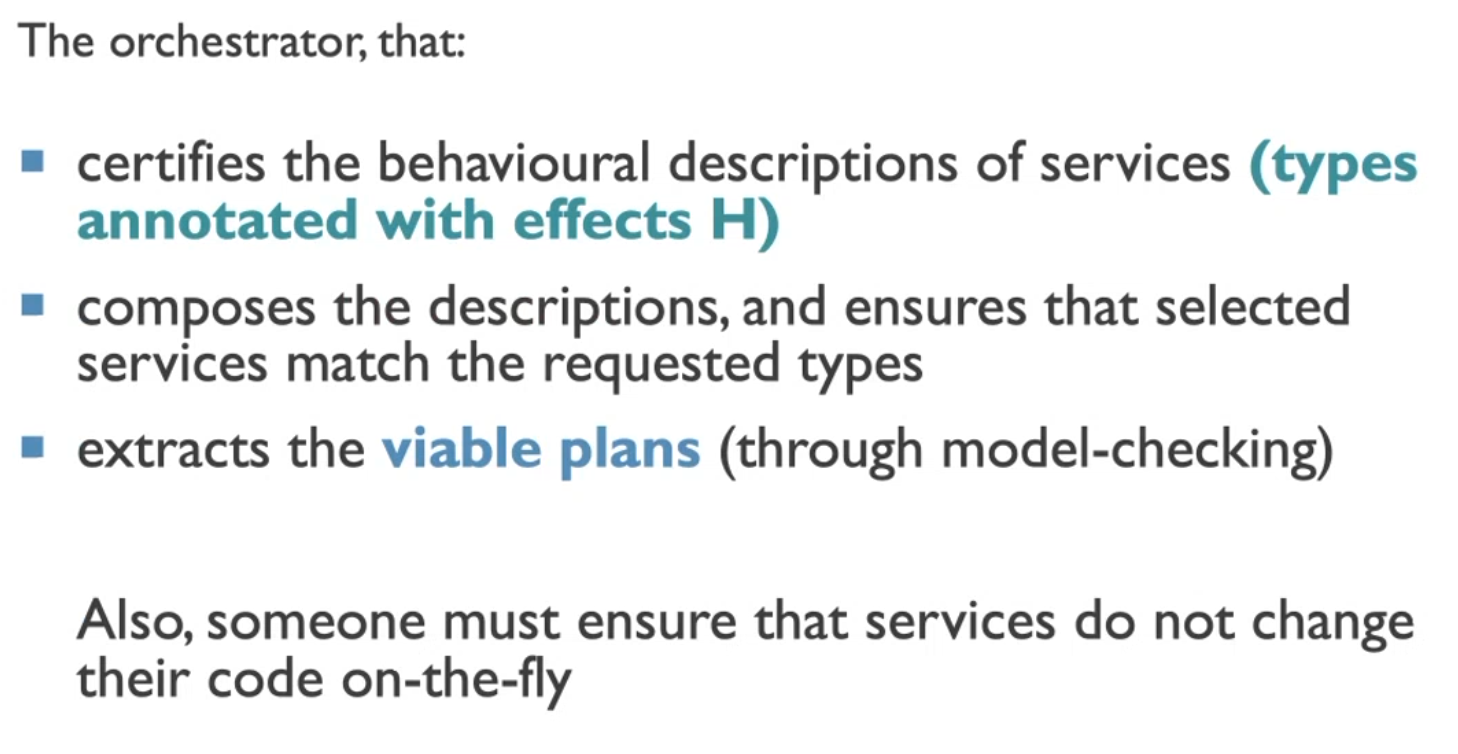 The orchestrator, that:
certifies the behavioural descriptions of services (types
annotated with effects H)
composes the descriptions, and ensures that selected
services match the requested types
extracts the viable plans (through model-checking)
Also, someone must ensure that services do not change
their code on-the-fly